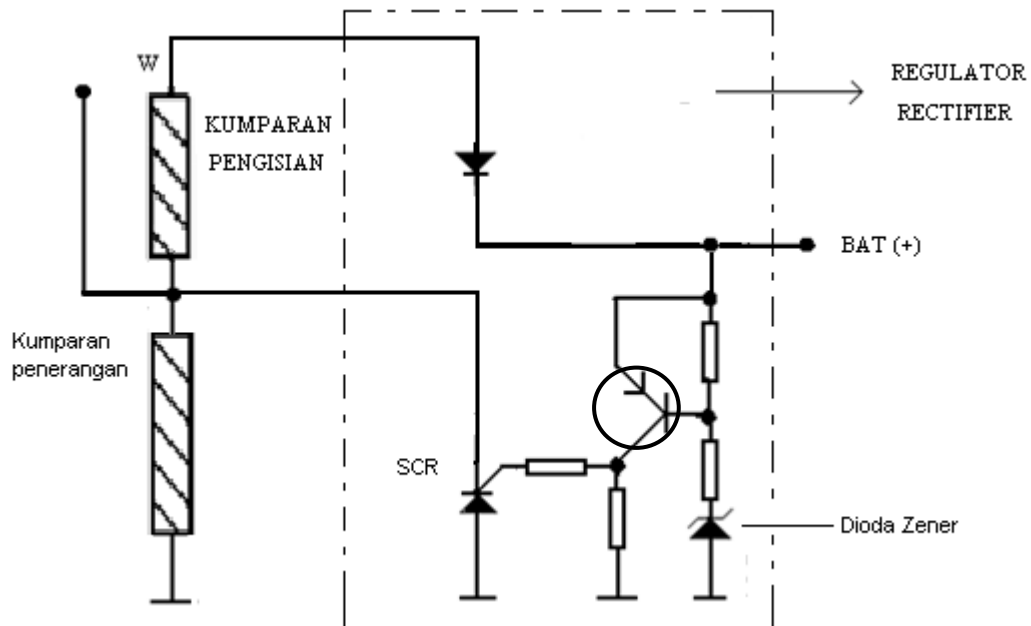 W
KUMPARAN
PENGISIAN
REGULATOR
RECTIFIER
BAT (+)
Kumparan
penerangan
SCR
Dioda Zener